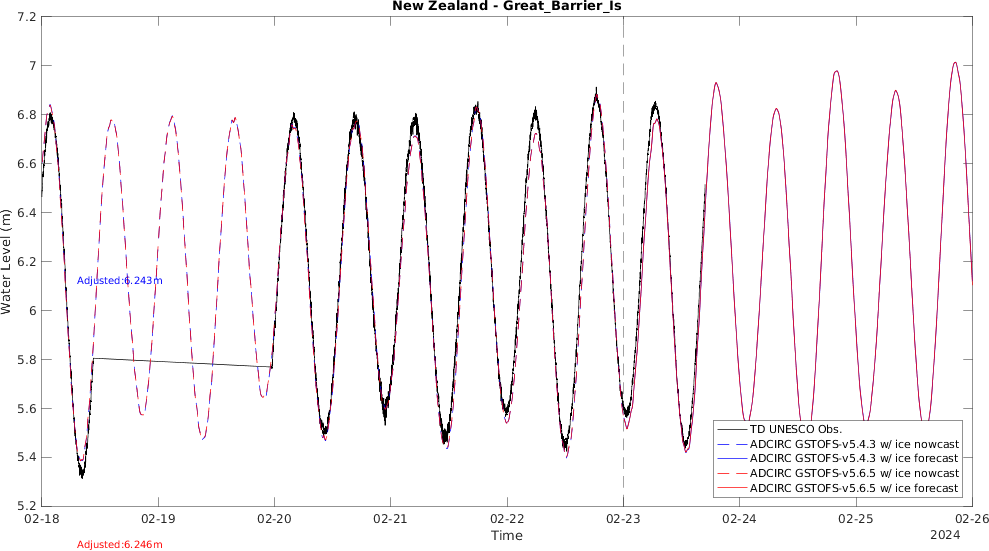 New Zealand - Great_Barrier_Is
7.2
7
6.8
6.6
6.4
6.2
6
5.8
5.6
5.4
5.2
Water Level (m)
Adjusted:6.243m
TD UNESCO Obs.
ADCIRC GSTOFS-v5.4.3 w/ ice nowcast
ADCIRC GSTOFS-v5.4.3 w/ ice forecast
ADCIRC GSTOFS-v5.6.5 w/ ice nowcast
ADCIRC GSTOFS-v5.6.5 w/ ice forecast
02-18 02-19 02-20 02-21 02-22 02-23 02-24 02-25 02-26
Time
2024
Adjusted:6.246m